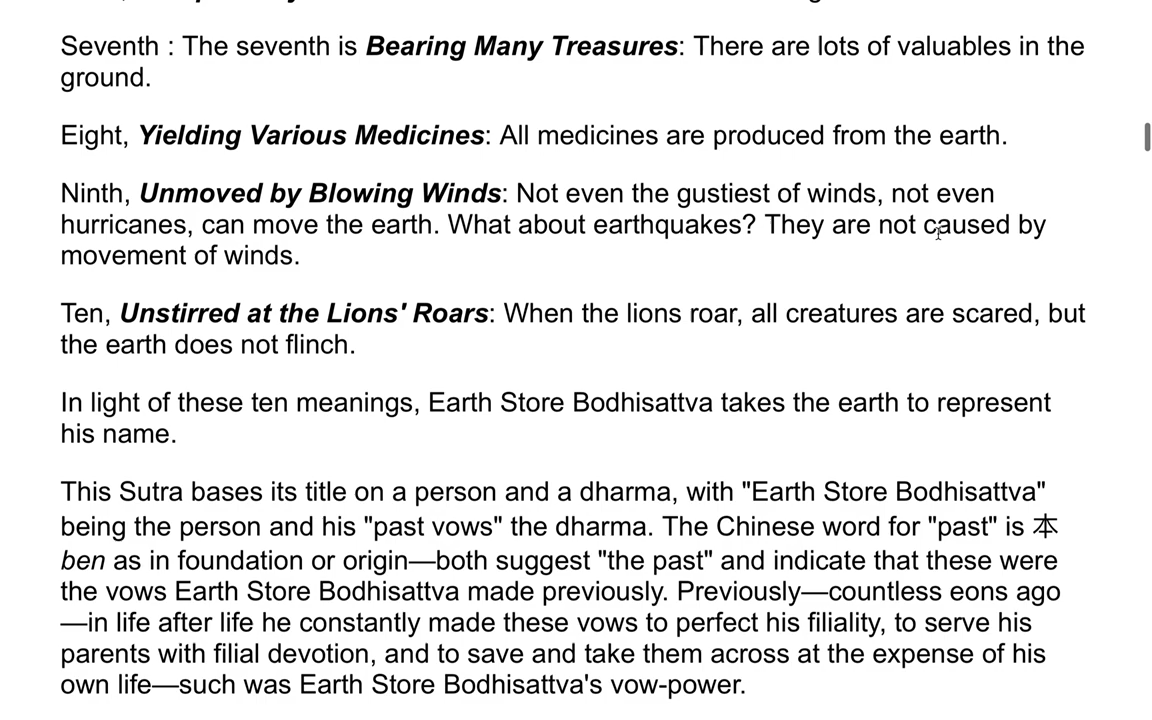 Seventh : The seventh is Bearing Many Treasures: There are lots of valuables in the
ground.
Eight, Yielding Various Medicines: All medicines are produced from the earth.
Ninth, Unmoved by Blowing Winds: Not even the gustiest of winds, not even
hurricanes, can move the earth. What about earthquakes? They are not caused by
movement of winds.
Ten, Unstirred at the Lions' Roars: When the lions roar, all creatures are scared, but
the earth does not flinch.
In light of these ten meanings, Earth Store Bodhisattva takes the earth to represent
his name.
This Sutra bases its title on a person and a dharma, with "Earth Store Bodhisattva"
being the person and his "past vows" the dharma. The Chinese word for "past" is 本
ben as in foundation or origin—both suggest "the past" and indicate that these were
the vows Earth Store Bodhisattva made previously. Previously—countless eons ago
—in life after life he constantly made these vows to perfect his filiality, to serve his
parents with filial devotion, and to save and take them across at the expense of his
own life—such was Earth Store Bodhisattva's vow-power.